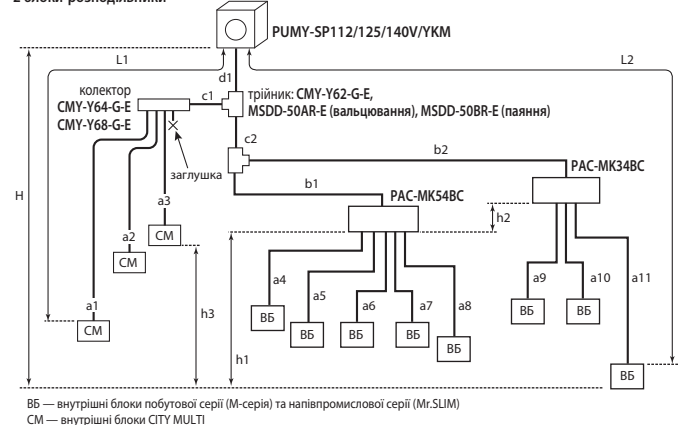 2 блоки-розподільники
PUMY-SP112/125/140V/YKM
L1
L2
d1
колектор
CMY-Y64-G-E
CMY-Y68-G-E
c1
трійник: CMY-Y62-G-E,
MSDD-50AR-E (вальцювання), MSDD-50BR-E (паяння)
c2
b2
заглушка
PAC-MK34BC
H
b1
a3
PAC-MK54BC
h2
a2
CM
CM
a4
a5
a6
a7
a8
a9
a10
a11
a1
h3
CM
ВБ
ВБ
ВБ
ВБ
ВБ
ВБ
ВБ
h1
ВБ
ВБ — внутрішні блоки побутової серії (М-серія) та напівпромислової серії (Mr.SLIM)
СМ — внутрішні блоки CITY MULTI